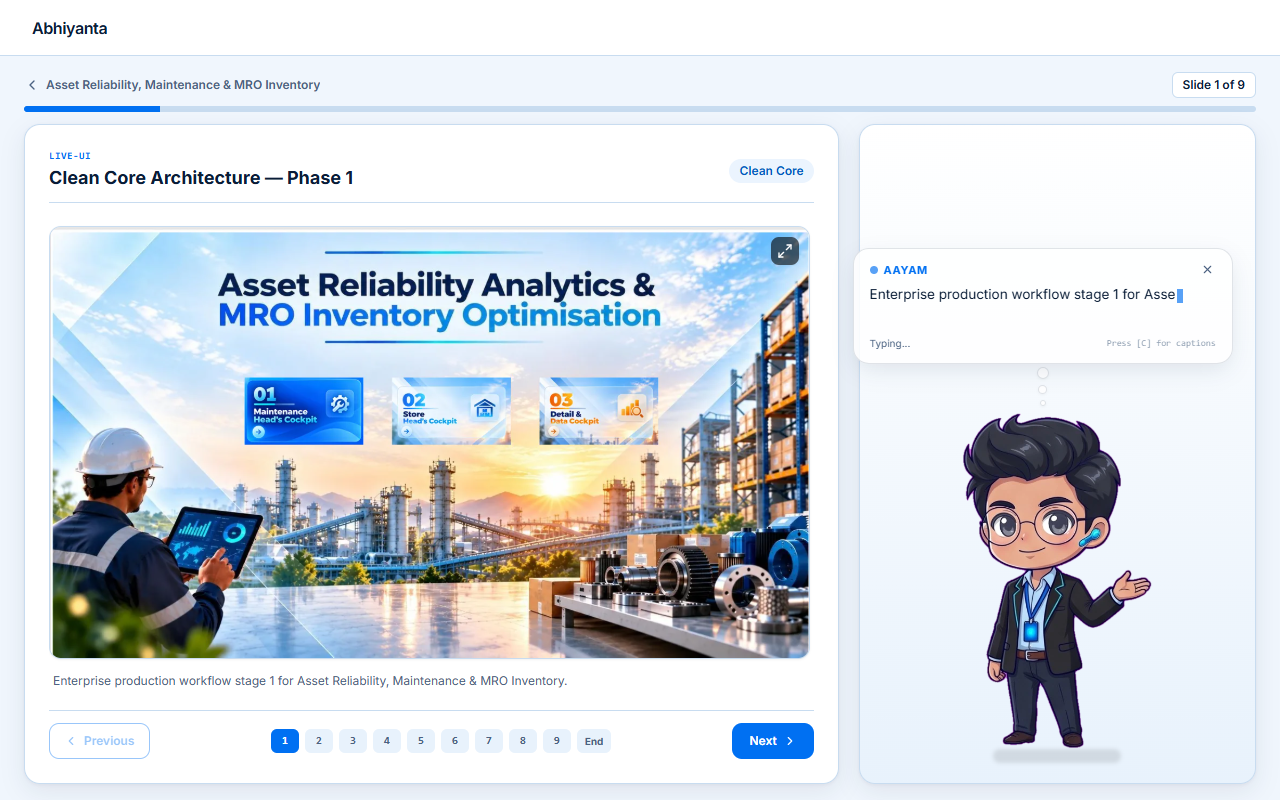 Abhiyanta
Asset Reliability, Maintenance & MRO Inventory
Slide 1 of 9
LIVE-UI
Clean Core Architecture — Phase 1
Clean Core
Asset Reliability Analytics &
MRO Inventory Optimisation
01
Maintenance
Head's Cockpit
02
Store
Head's Cockpit
03
Detail &
Data Cockpit
Enterprise production workflow stage 1 for Asset Reliability, Maintenance & MRO Inventory.
Previous
1 2 3 4 5 6 7 8 9 End
Next
AAYAM
Enterprise production workflow stage 1 for Asse
Typing...
Press [C] for captions